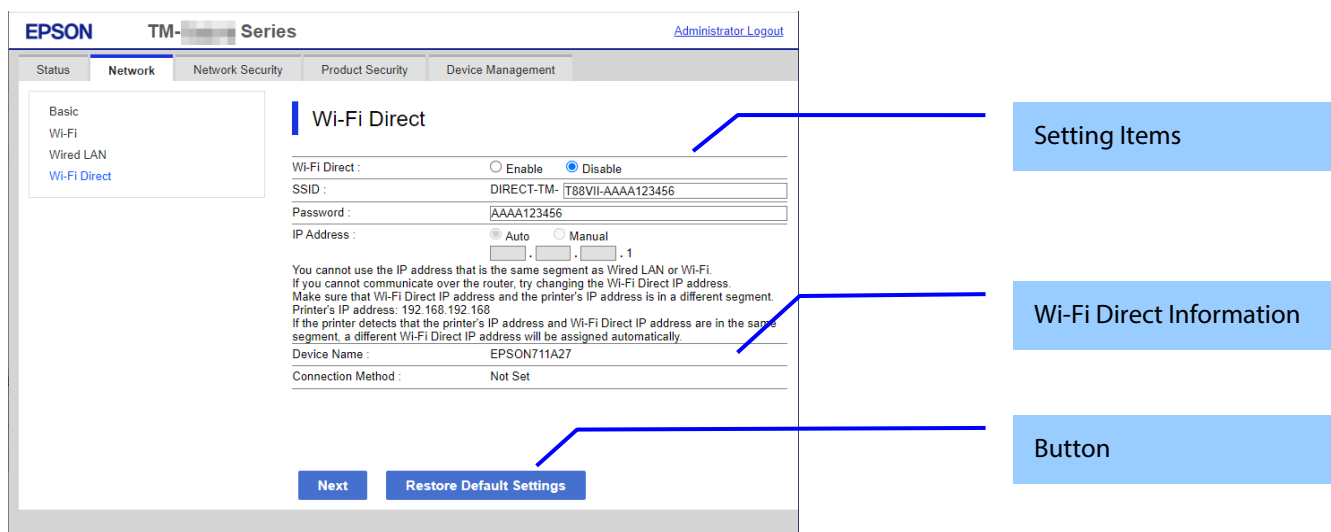 EPSON TM- Series Administrator Logout
Status Network Network Security Product Security Device Management
Basic
Wi-Fi
Wired LAN
Wi-Fi Direct
Wi-Fi Direct
Wi-Fi Direct : Enable Disable
SSID : DIRECT-TM- T88VII-AAAA123456
Password : AAAA123456
IP Address : Auto Manual
. . . 1
You cannot use the IP address that is the same segment as Wired LAN or Wi-Fi.
If you cannot communicate over the router, try changing the Wi-Fi Direct IP address.
Make sure that Wi-Fi Direct IP address and the printer's IP address is in a different segment.
Printer's IP address: 192.168.192.168
If the printer detects that the printer's IP address and Wi-Fi Direct IP address are in the same
segment, a different Wi-Fi Direct IP address will be assigned automatically.
Device Name : EPSON711A27
Connection Method : Not Set
Next Restore Default Settings
Setting Items
Wi-Fi Direct Information
Button